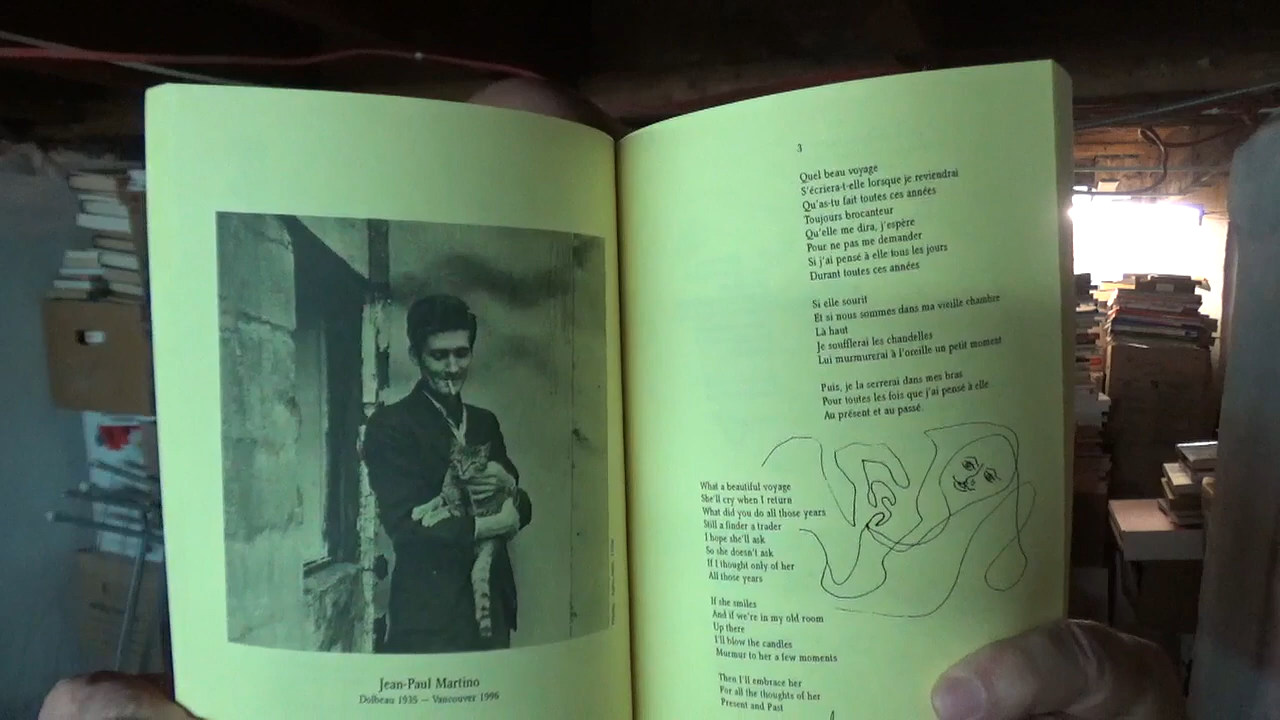 Jean-Paul Martino
Dolbeau 1935 — Vancouver 1996
3
Quel beau voyage
S'écriera-t-elle lorsque je reviendrai
Qu'as-tu fait toutes ces années
Toujours brocanteur
Qu'elle me dira, j'espère
Pour ne pas me demander
Si j'ai pensé à elle tous les jours
Durant toutes ces années
Si elle sourit
Et si nous sommes dans ma vieille chambre
Là haut
Je soufflerai les chandelles
Lui murmurerai à l'oreille un petit moment
Puis, je la serrerai dans mes bras
Pour toutes les fois que j'ai pensé à elle
Au présent et au passé.
What a beautiful voyage
She'll cry when I return
What did you do all those years
Still a finder a trader
I hope she'll ask
So she doesn't ask
If I thought only of her
All those years
If she smiles
And if we're in my old room
Up there
I'll blow the candles
Murmur to her a few moments
Then I'll embrace her
For all the thoughts of her
Present and Past